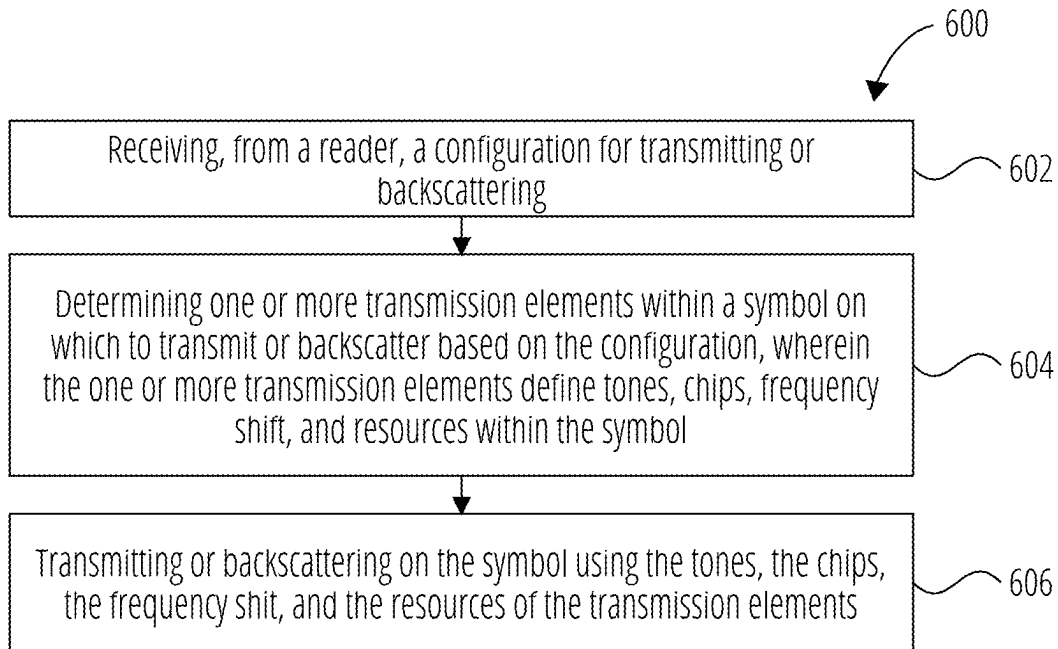 600
Receiving, from a reader, a configuration for transmitting or
backscattering
602
Determining one or more transmission elements within a symbol on
which to transmit or backscatter based on the configuration, wherein
the one or more transmission elements define tones, chips, frequency
shift, and resources within the symbol
604
Transmitting or backscattering on the symbol using the tones, the chips,
the frequency shit, and the resources of the transmission elements
606